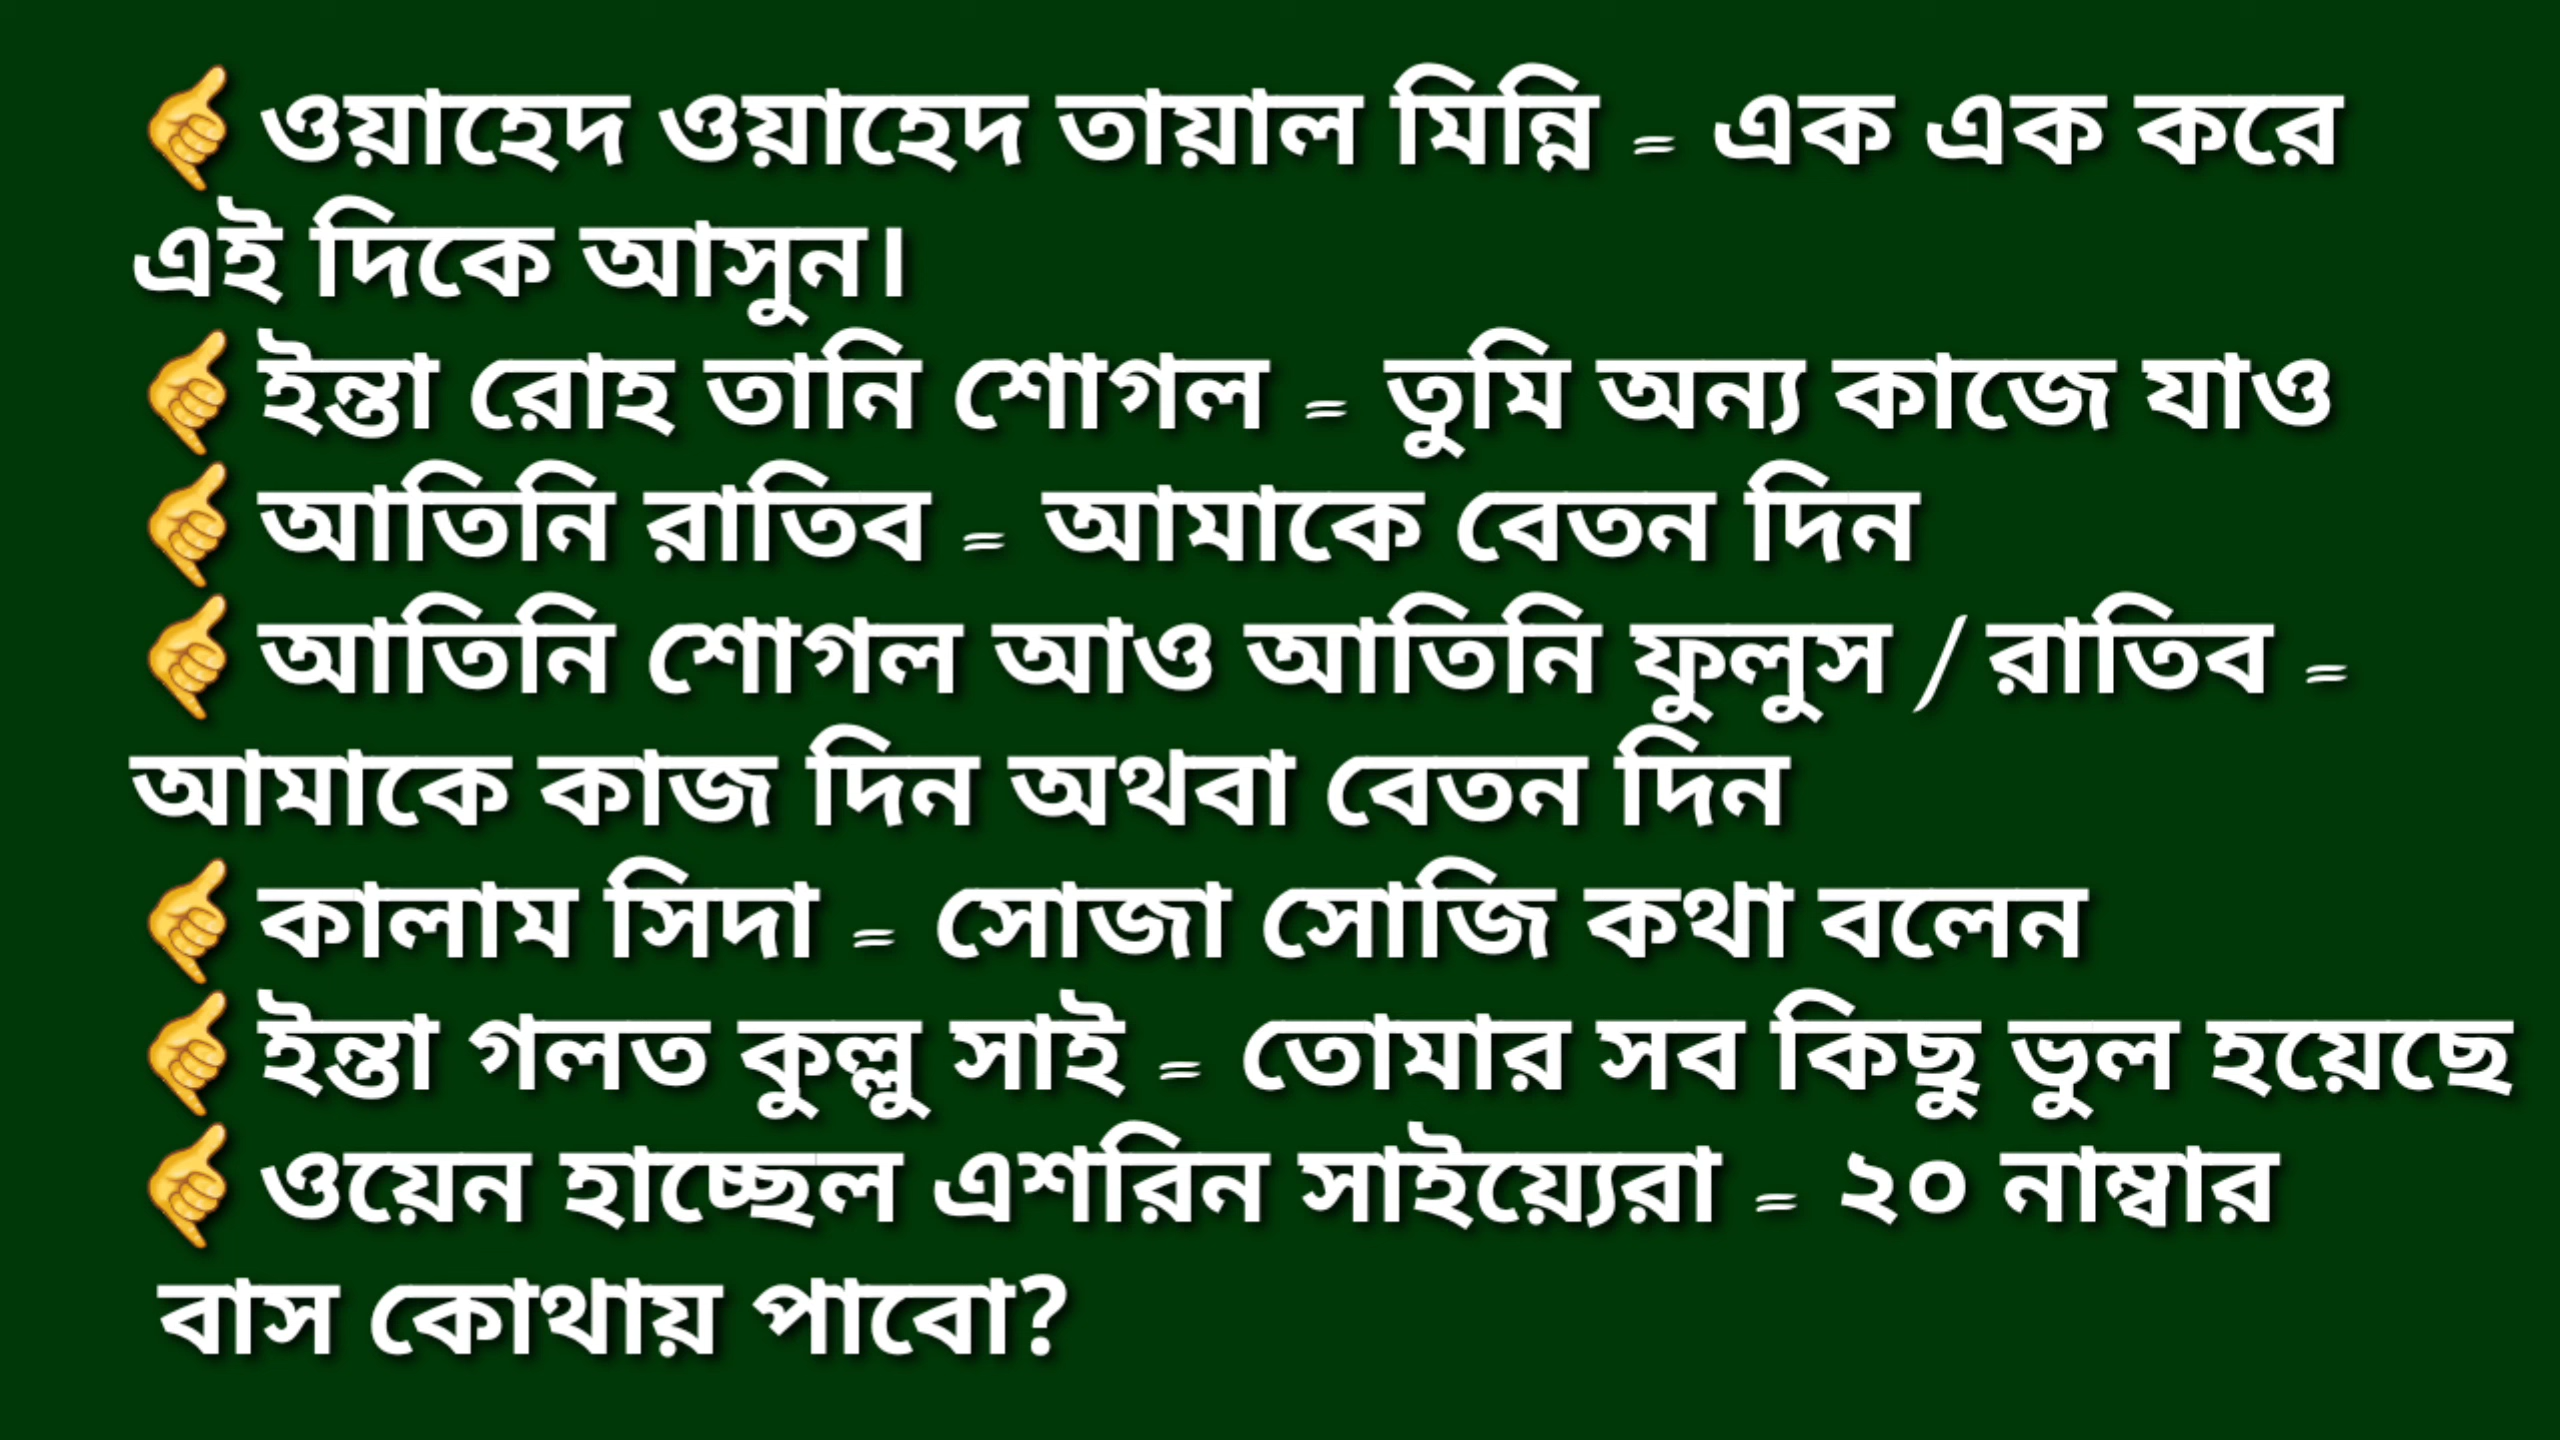 🤙ওয়াহেদ ওয়াহেদ তায়াল মিন্নি = এক এক করে
এই দিকে আসুন।
🤙ইন্তা রোহ তানি শোগল = তুমি অন্য কাজে যাও
🤙আতিনি রাতিব = আমাকে বেতন দিন
🤙আতিনি শোগল আও আতিনি ফুলুস / রাতিব =
আমাকে কাজ দিন অথবা বেতন দিন
🤙কালাম সিদা = সোজা সোজি কথা বলেন
🤙ইন্তা গলত কুল্লু সাই = তোমার সব কিছু ভুল হয়েছে
🤙ওয়েন হাচ্ছেল এশরিন সাইয়্যেরা = ২০ নাম্বার
বাস কোথায় পাবো?